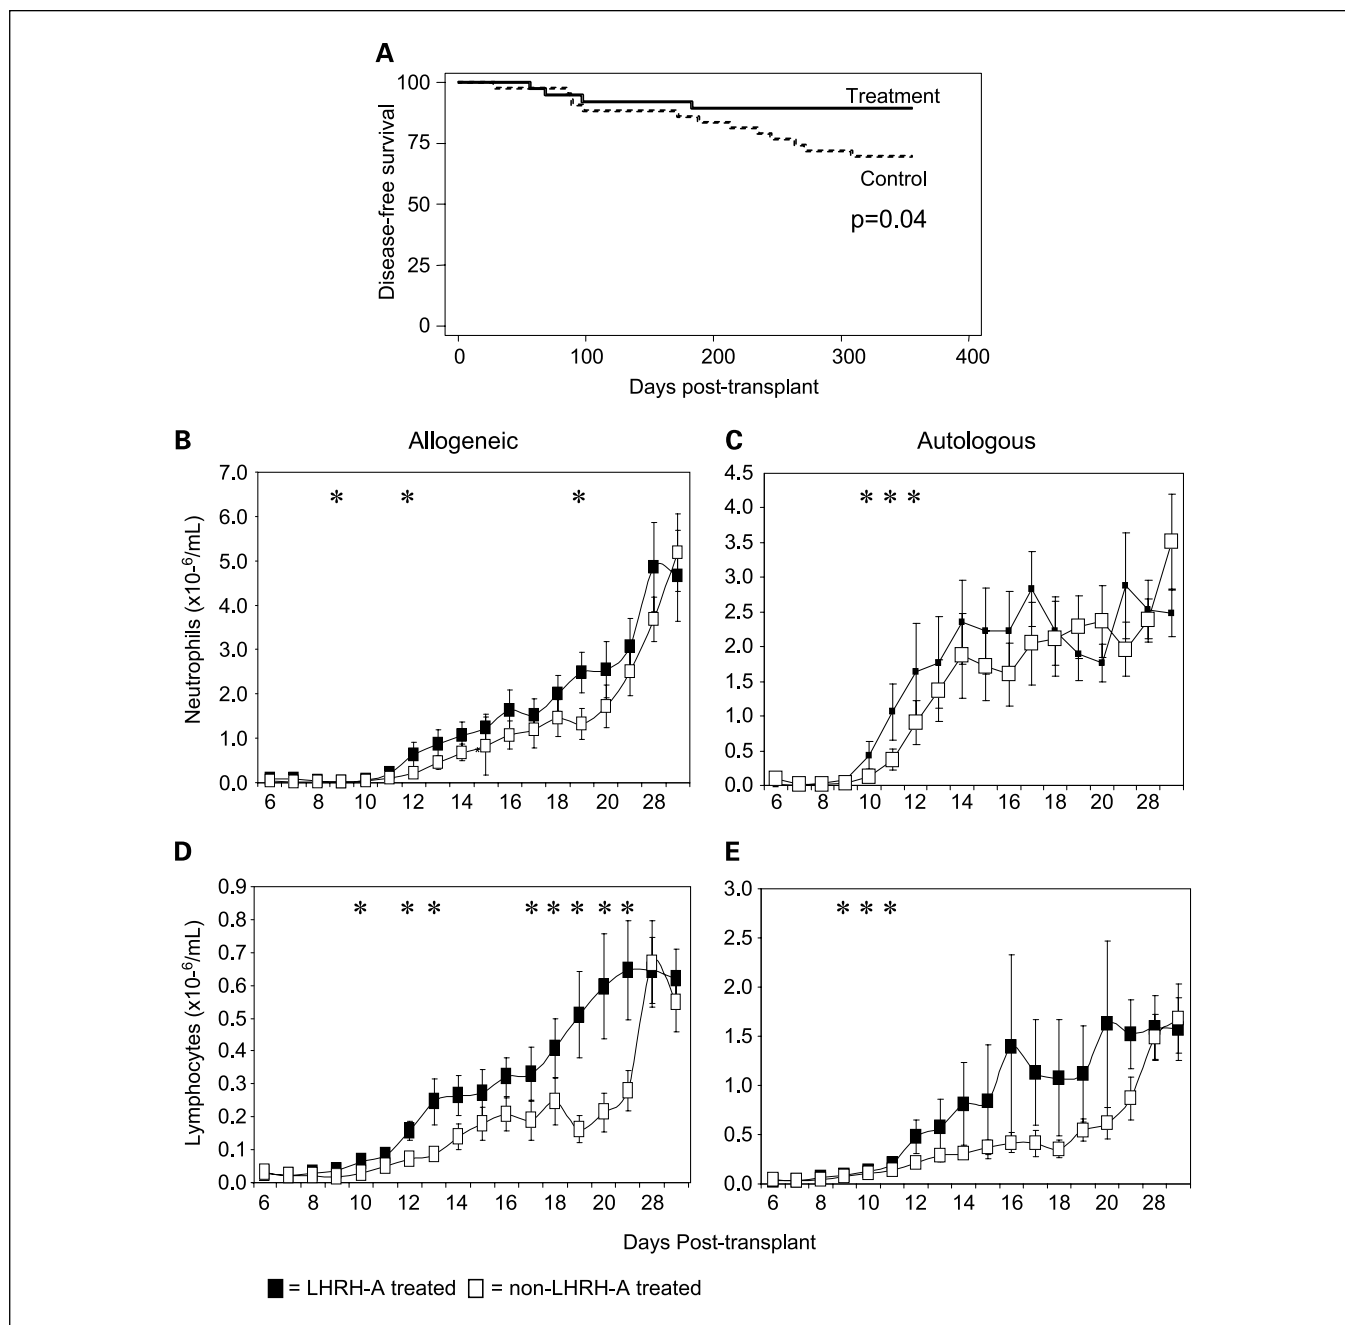 A
100
75
50
25
0
Disease-free survival
Treatment
Control
p=0.04
0 100 200 300 400
Days post-transplant
B Allogeneic
7.0
6.0
5.0
4.0
3.0
2.0
1.0
0.0
Neutrophils (x10-⁶/mL)
* * *
6 8 10 12 14 16 18 20 28
C Autologous
4.5
4.0
3.5
3.0
2.5
2.0
1.5
1.0
0.5
0.0
* * *
6 8 10 12 14 16 18 20 28
D
0.9
0.8
0.7
0.6
0.5
0.4
0.3
0.2
0.1
0.0
Lymphocytes (x10-⁶/mL)
* * * * * * * *
6 8 10 12 14 16 18 20 28
E
3.0
2.5
2.0
1.5
1.0
0.5
0.0
* * *
6 8 10 12 14 16 18 20 28
Days Post-transplant
= LHRH-A treated = non-LHRH-A treated